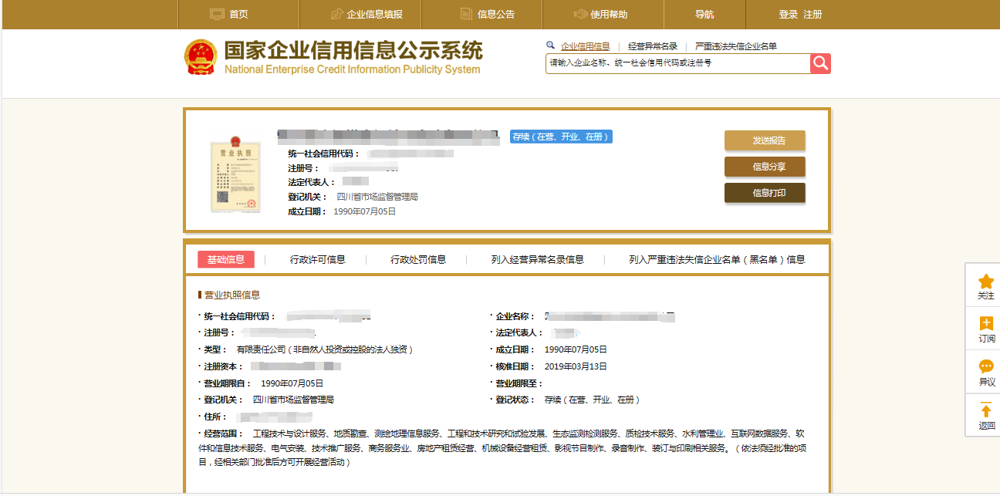 首页 企业信息填报 信息公告 使用帮助 导航 登录 注册
国家企业信用信息公示系统
National Enterprise Credit Information Publicity System
企业信用信息 | 经营异常名录 | 严重违法失信企业名单
请输入企业名称、统一社会信用代码或注册号
存续（在营、开业、在册）
营业执照
统一社会信用代码：
注册号：
法定代表人：
登记机关： 四川省市场监督管理局
成立日期： 1990年07月05日
发送报告
信息分享
信息打印
基础信息 | 行政许可信息 | 行政处罚信息 | 列入经营异常名录信息 | 列入严重违法失信企业名单（黑名单）信息
营业执照信息
· 统一社会信用代码： · 企业名称：
· 注册号： · 法定代表人：
· 类型： 有限责任公司（非自然人投资或控股的法人独资） · 成立日期： 1990年07月05日
· 注册资本： · 核准日期： 2019年03月13日
· 营业期限自： 1990年07月05日 · 营业期限至：
· 登记机关： 四川省市场监督管理局 · 登记状态： 存续（在营、开业、在册）
· 住所：
· 经营范围： 工程技术与设计服务、地质勘查、测绘地理信息服务、工程和技术研究和试验发展、生态监测检测服务、质检技术服务、水利管理业、互联网数据服务、软
件和信息技术服务、电气安装、技术推广服务、商务服务业、房地产租赁经营、机械设备经营租赁、影视节目制作、录音制作、装订与印刷相关服务。（依法须经批准的项
目，经相关部门批准后方可开展经营活动）
关注
订阅
异议
返回